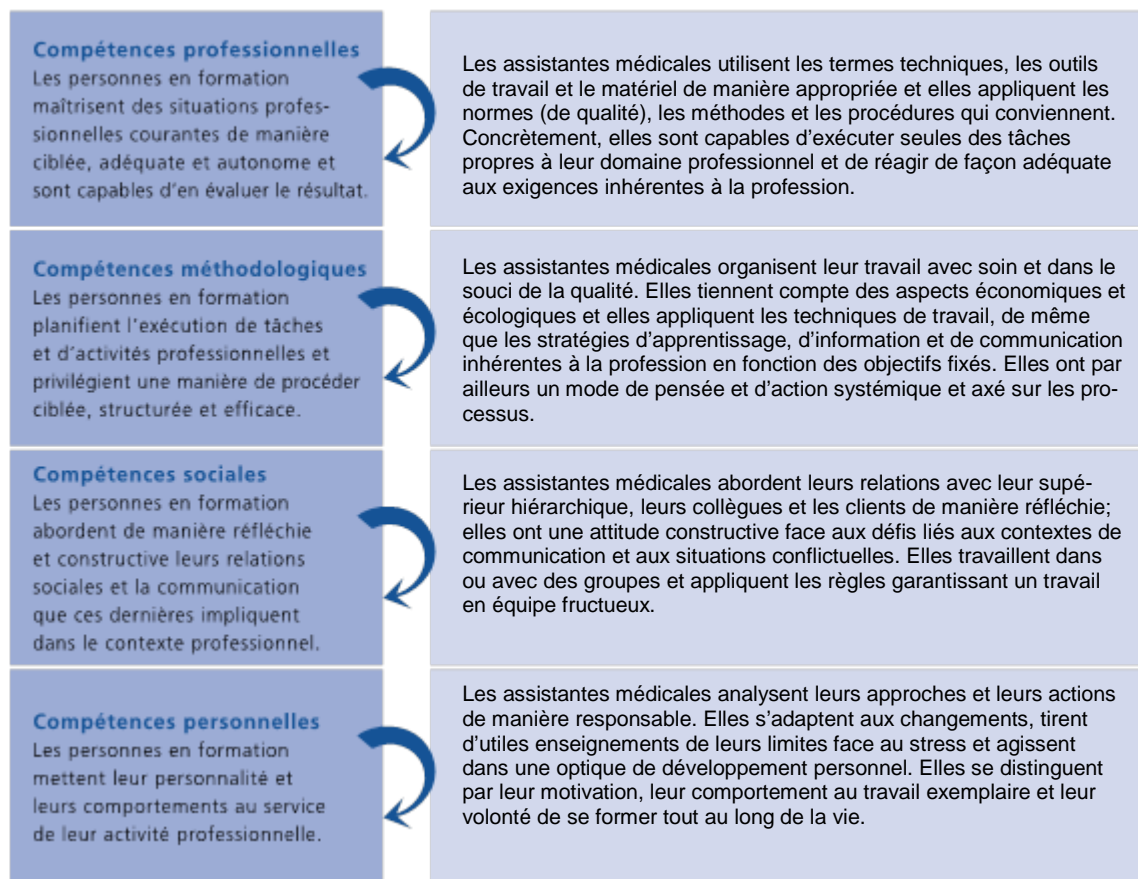 Compétences professionnelles
Les personnes en formation
maîtrisent des situations profes-
sionnelles courantes de manière
ciblée, adéquate et autonome et
sont capables d'en évaluer le résultat.
Les assistantes médicales utilisent les termes techniques, les outils
de travail et le matériel de manière appropriée et elles appliquent les
normes (de qualité), les méthodes et les procédures qui conviennent.
Concrètement, elles sont capables d'exécuter seules des tâches
propres à leur domaine professionnel et de réagir de façon adéquate
aux exigences inhérentes à la profession.
Compétences méthodologiques
Les personnes en formation
planifient l'exécution de tâches
et d'activités professionnelles et
privilégient une manière de procéder
ciblée, structurée et efficace.
Les assistantes médicales organisent leur travail avec soin et dans le
souci de la qualité. Elles tiennent compte des aspects économiques et
écologiques et elles appliquent les techniques de travail, de même
que les stratégies d'apprentissage, d'information et de communication
inhérentes à la profession en fonction des objectifs fixés. Elles ont par
ailleurs un mode de pensée et d'action systémique et axé sur les pro-
cessus.
Compétences sociales
Les personnes en formation
abordent de manière réfléchie
et constructive leurs relations
sociales et la communication
que ces dernières impliquent
dans le contexte professionnel.
Les assistantes médicales abordent leurs relations avec leur supé-
rieur hiérarchique, leurs collègues et les clients de manière réfléchie;
elles ont une attitude constructive face aux défis liés aux contextes de
communication et aux situations conflictuelles. Elles travaillent dans
ou avec des groupes et appliquent les règles garantissant un travail
en équipe fructueux.
Compétences personnelles
Les personnes en formation
mettent leur personnalité et
leurs comportements au service
de leur activité professionnelle.
Les assistantes médicales analysent leurs approches et leurs actions
de manière responsable. Elles s'adaptent aux changements, tirent
d'utiles enseignements de leurs limites face au stress et agissent
dans une optique de développement personnel. Elles se distinguent
par leur motivation, leur comportement au travail exemplaire et leur
volonté de se former tout au long de la vie.